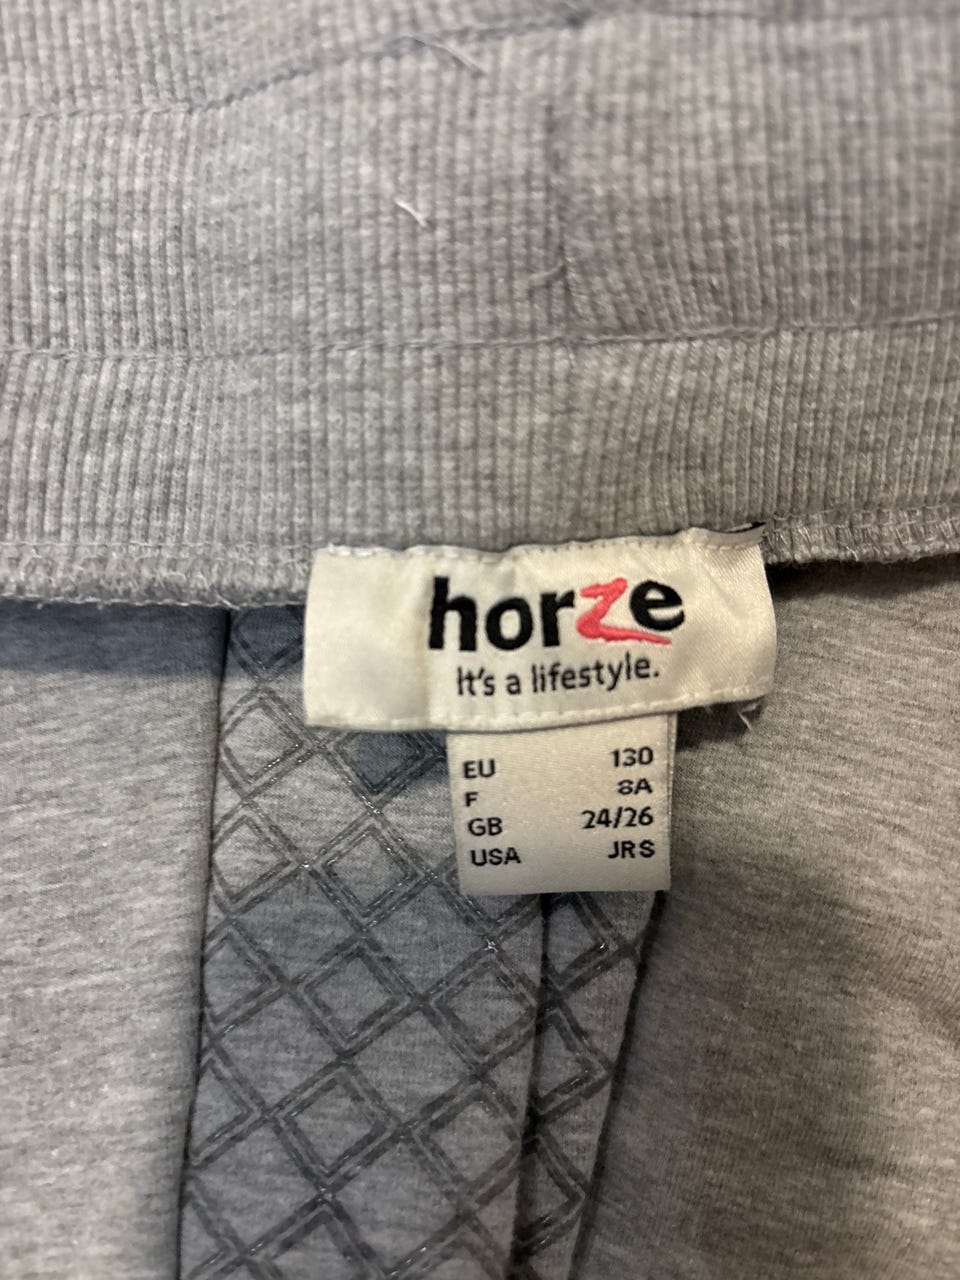 horze
It's a lifestyle.
EU 130
F 8A
GB 24/26
USA JRS